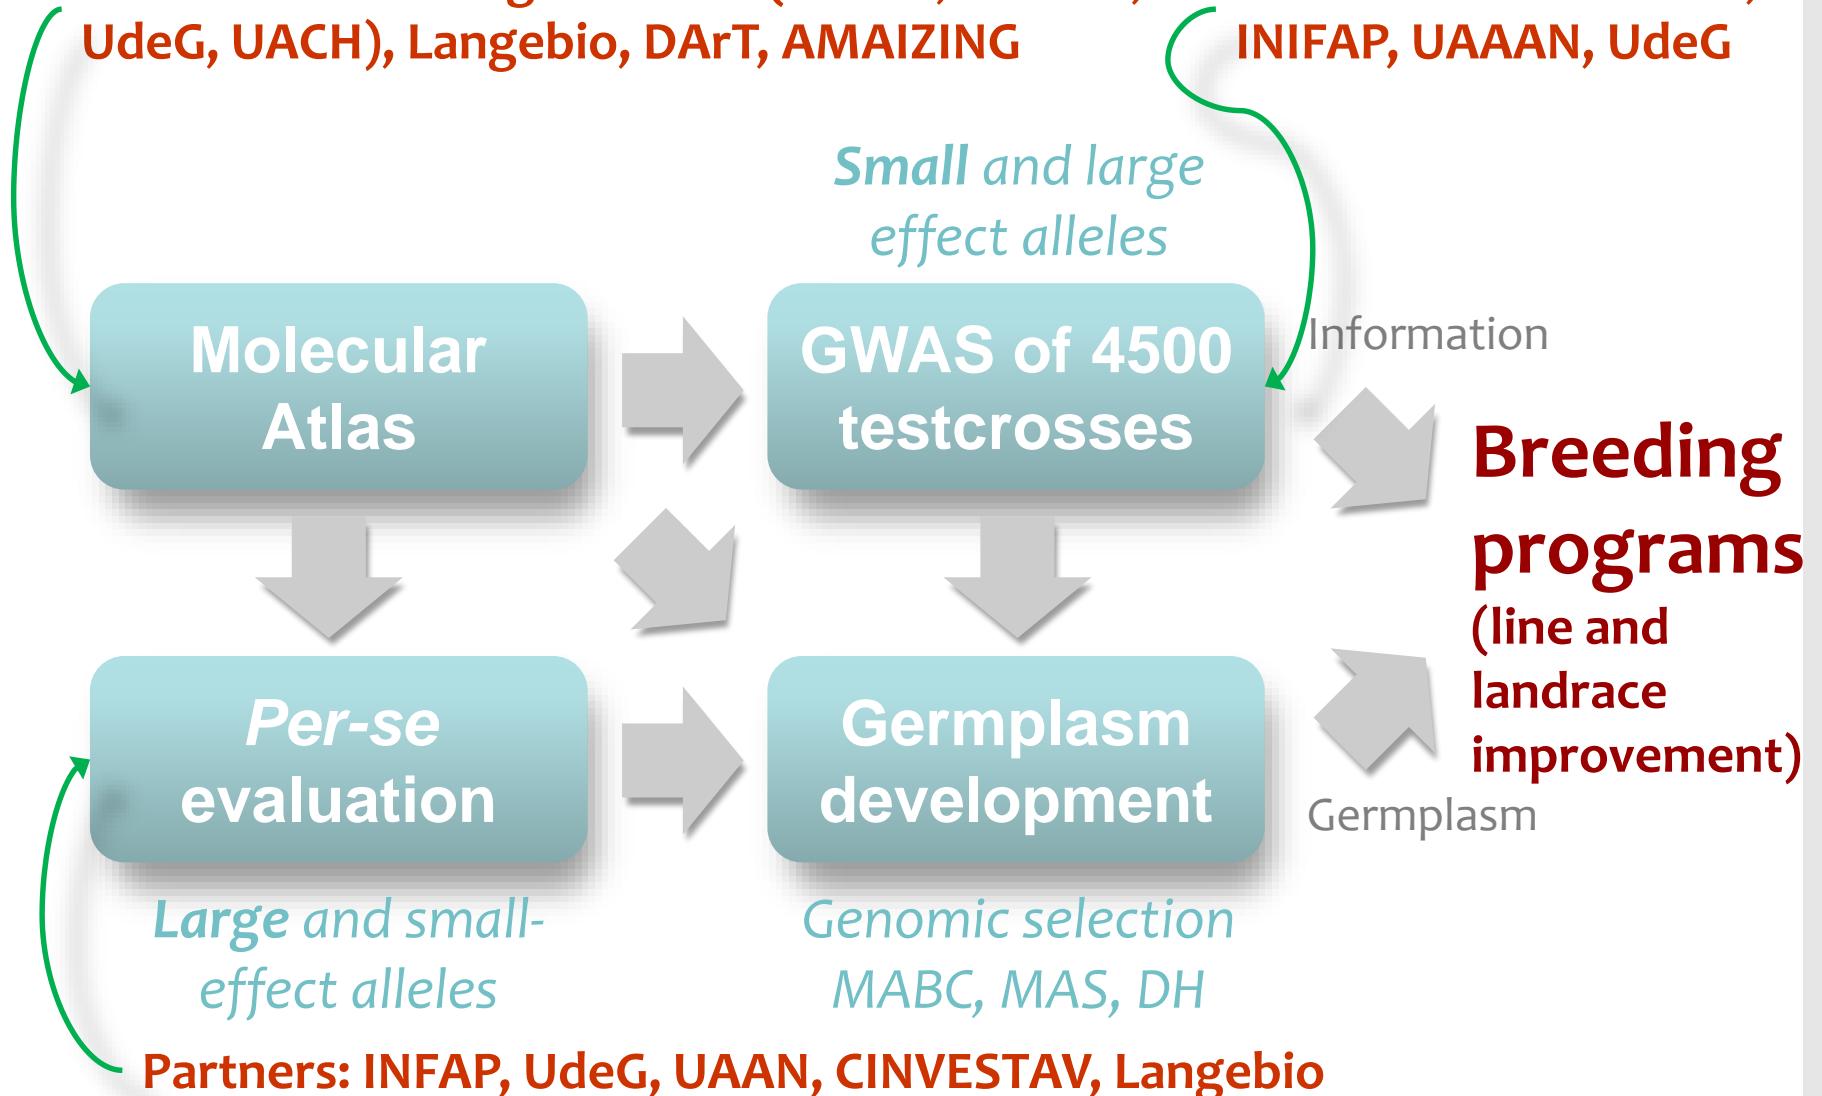 UdeG, UACH), Langebio, DArT, AMAIZING
INIFAP, UAAAN, UdeG
Small and large
effect alleles
Molecular
Atlas
GWAS of 4500
testcrosses
Information
Breeding
programs
(line and
landrace
improvement)
Per-se
evaluation
Germplasm
development
Germplasm
Large and small-
effect alleles
Genomic selection
MABC, MAS, DH
Partners: INFAP, UdeG, UAAN, CINVESTAV, Langebio